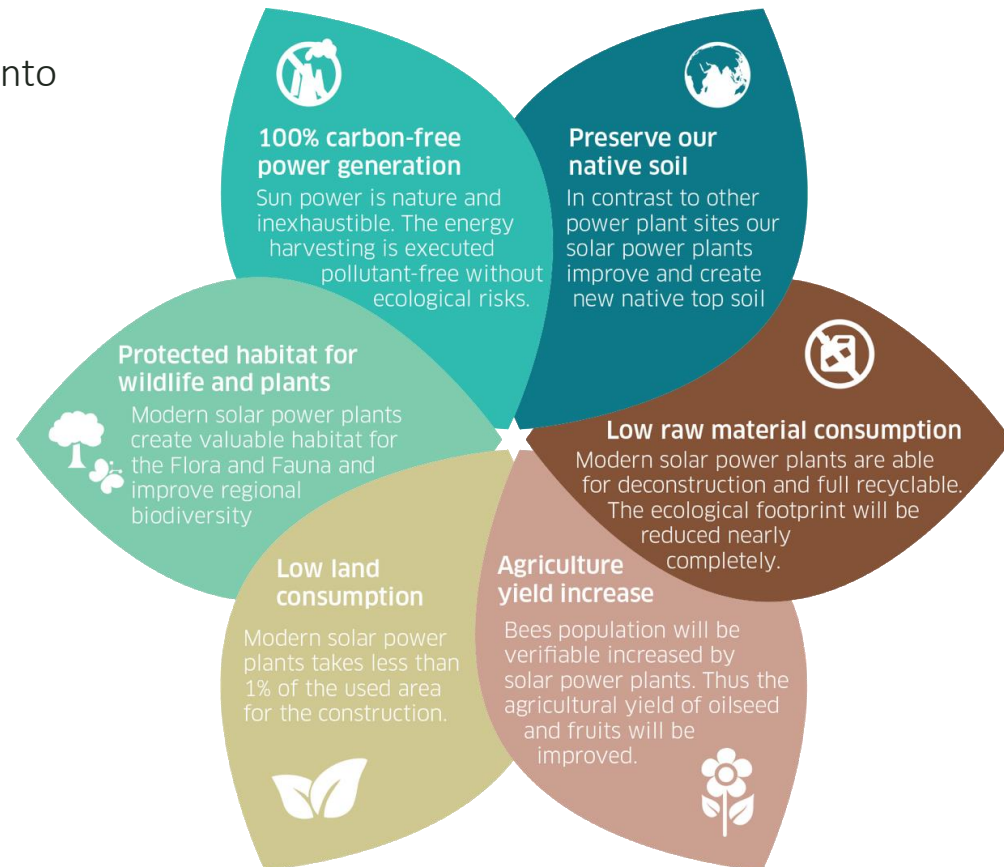 nto
100% carbon-free
power generation
Sun power is nature and
inexhaustible. The energy
harvesting is executed
pollutant-free without
ecological risks.
Preserve our
native soil
In contrast to other
power plant sites our
solar power plants
improve and create
new native top soil
Protected habitat for
wildlife and plants
Modern solar power plants
create valuable habitat for
the Flora and Fauna and
improve regional
biodiversity
Low raw material consumption
Modern solar power plants are able
for deconstruction and full recyclable.
The ecological footprint will be
reduced nearly
completely.
Low land
consumption
Modern solar power
plants takes less than
1% of the used area
for the construction.
Agriculture
yield increase
Bees population will be
verifiable increased by
solar power plants. Thus the
agricultural yield of oilseed
and fruits will be
improved.